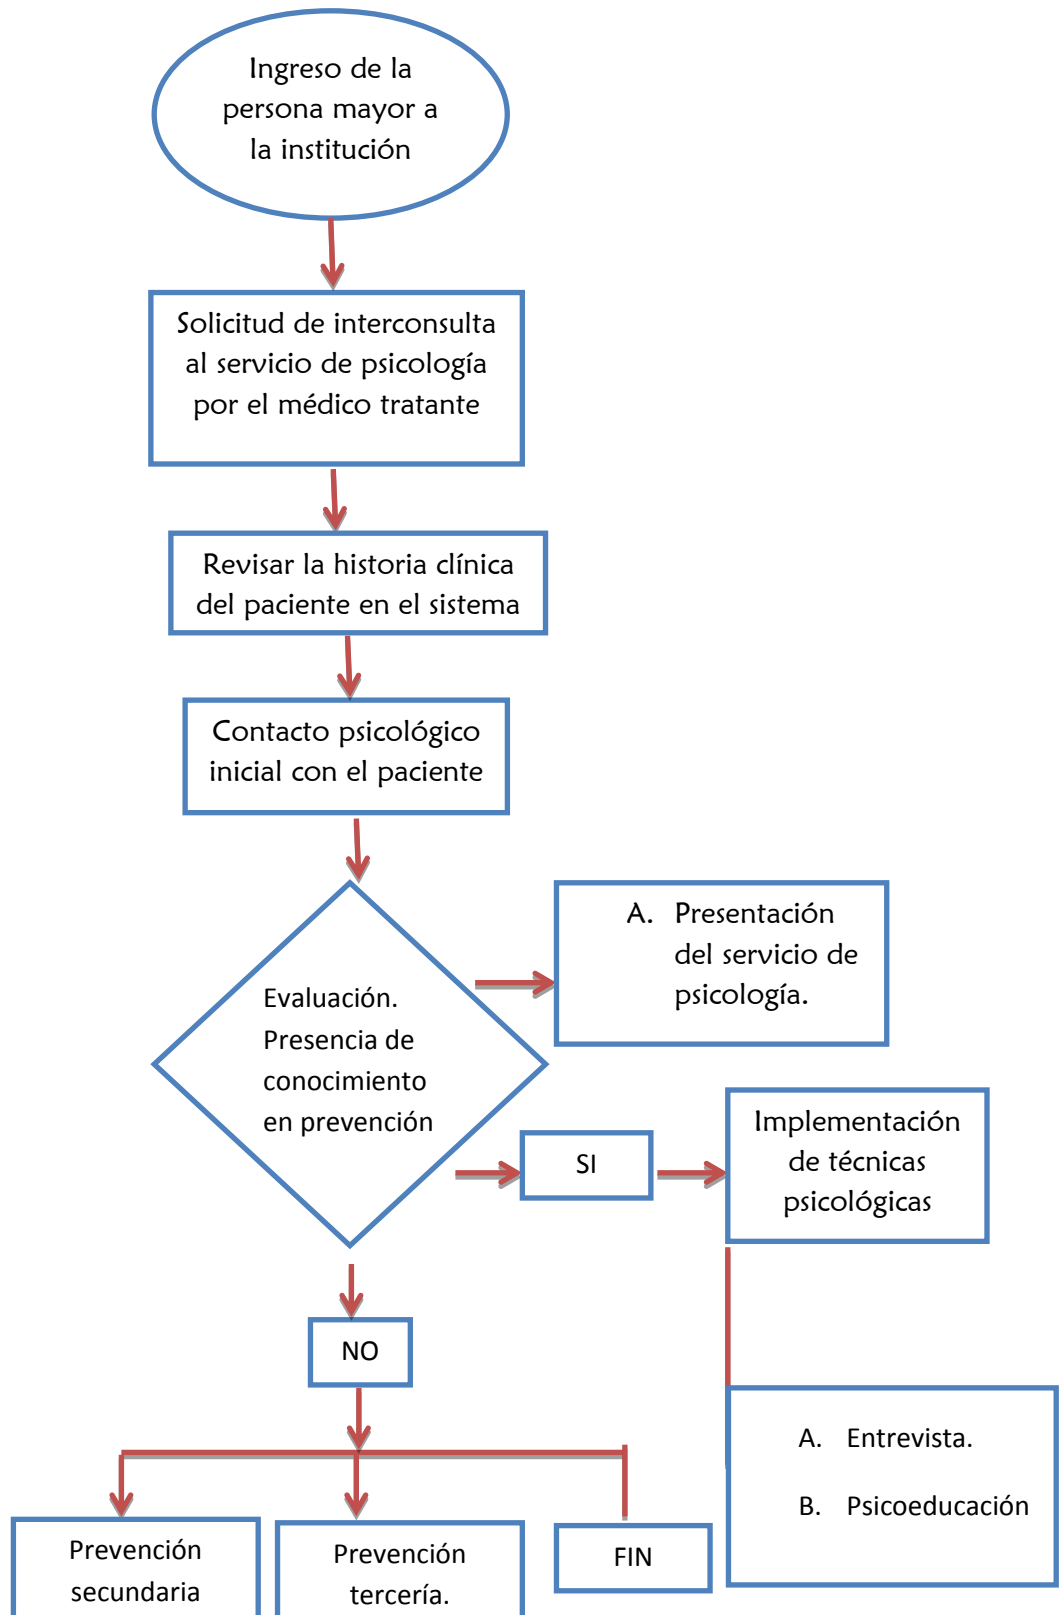 Ingreso de la
persona mayor a
la institución
Solicitud de interconsulta
al servicio de psicología
por el médico tratante
Revisar la historia clínica
del paciente en el sistema
Contacto psicológico
inicial con el paciente
A. Presentación
del servicio de
psicología.
Evaluación.
Presencia de
conocimiento
en prevención
SI
Implementación
de técnicas
psicológicas
NO
A. Entrevista.
B. Psicoeducación
Prevención
secundaria
Prevención
tercería.
FIN